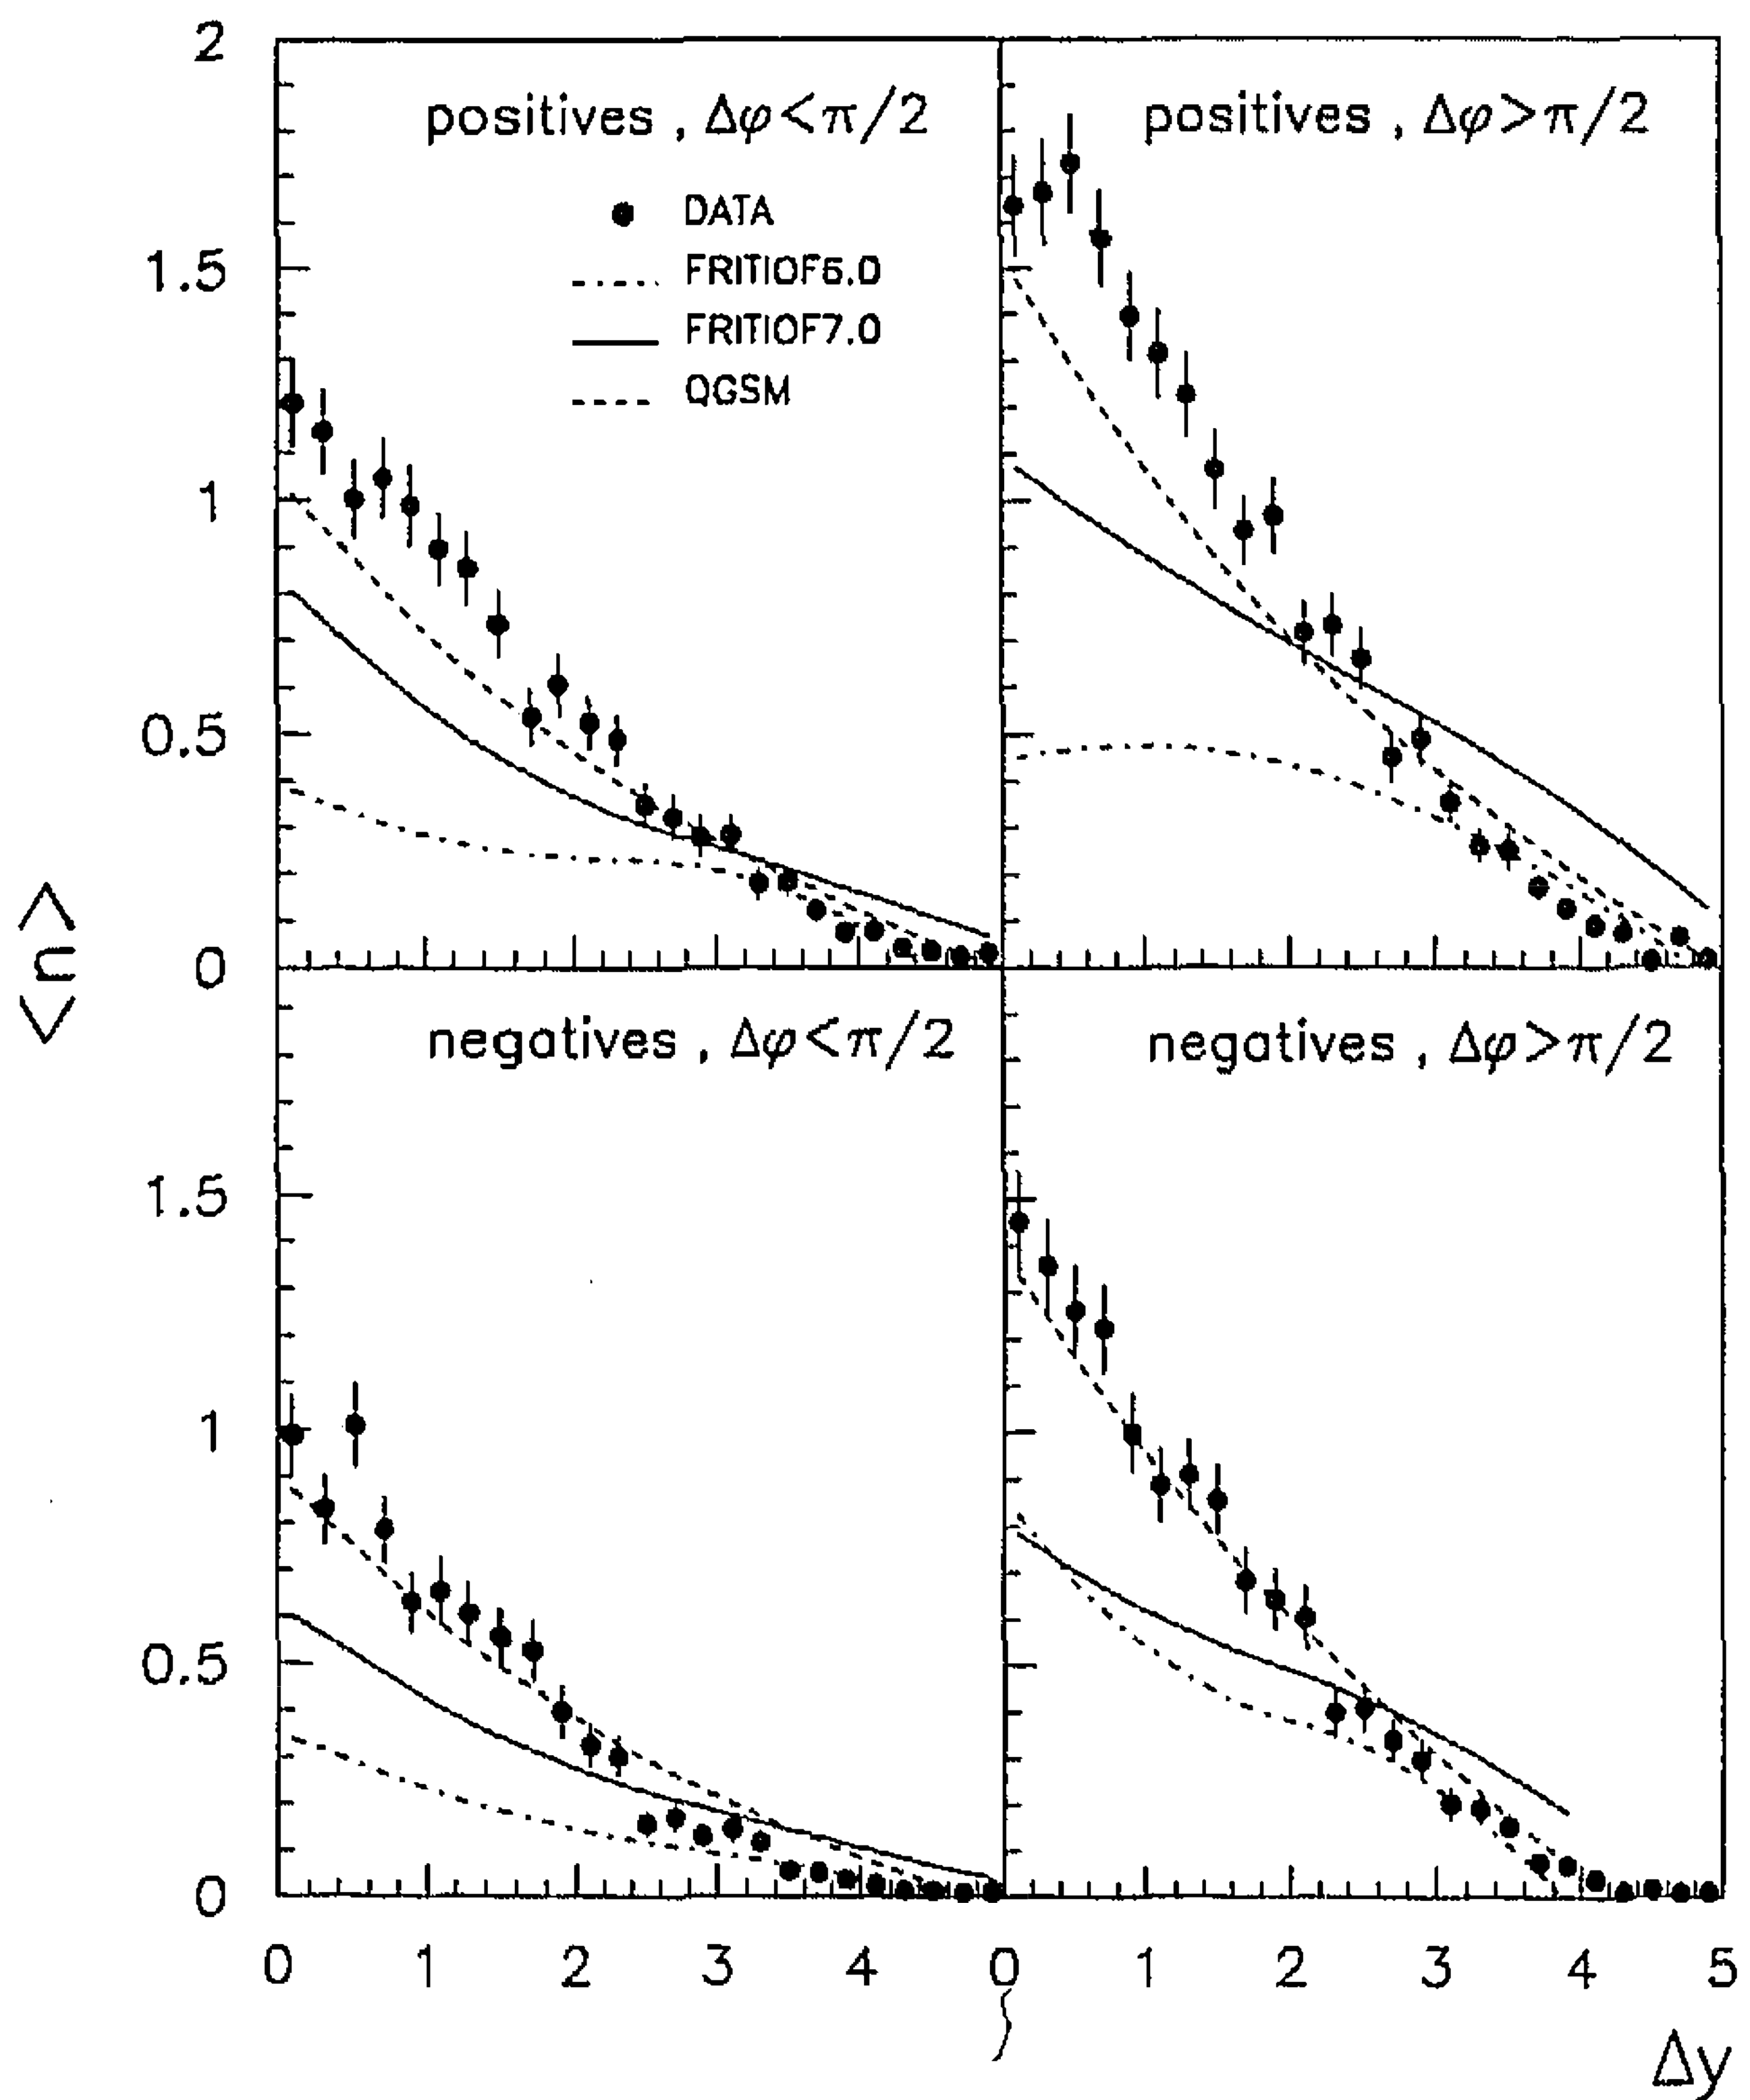 2
positives , Δφ<π/2
positives , Δφ>π/2
DATA
FRITIOF6.0
FRITIOF7.0
QGSM
1.5
1
0.5
0
<n>
negatives , Δφ<π/2
negatives , Δφ>π/2
1.5
1
0.5
0
0 1 2 3 4 0 1 2 3 4 5
Δy